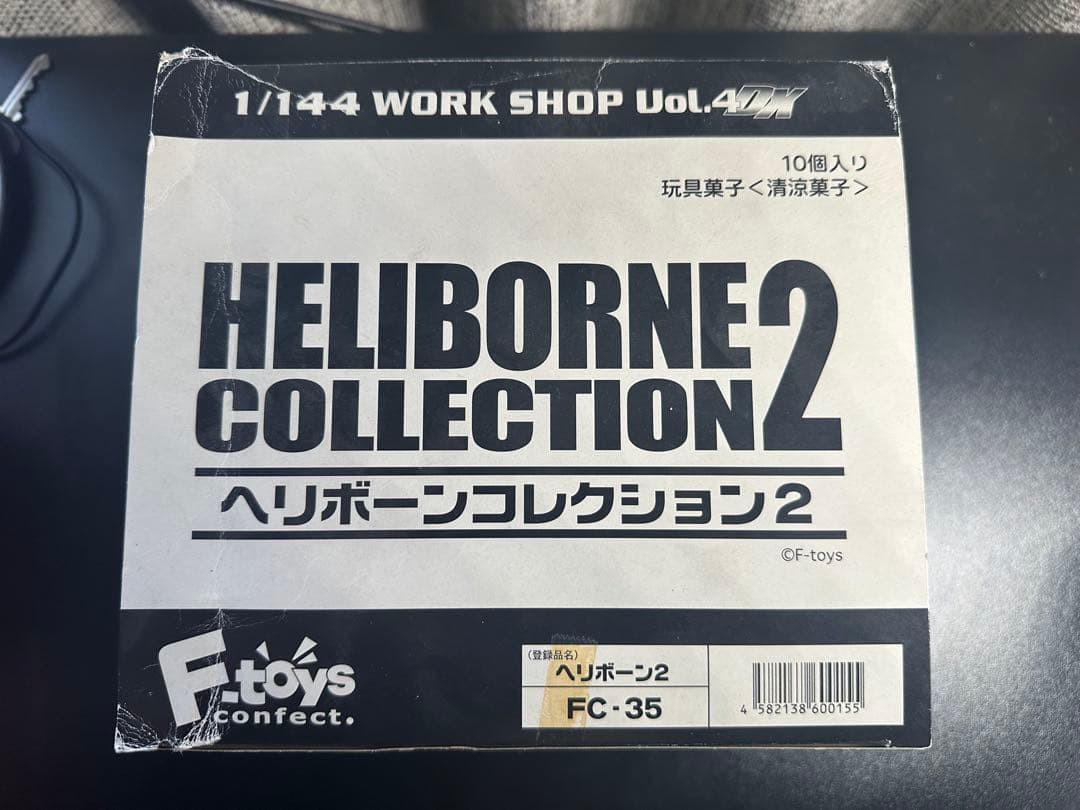 1/144 WORK SHOP Vol.4DX
10個入り
玩具菓子<清涼菓子>
HELIBORNE
COLLECTION 2
ヘリボーンコレクション2
©F-toys
F-toys
confect.
(登録品名)
ヘリボーン2
FC-35
4 582138 600155